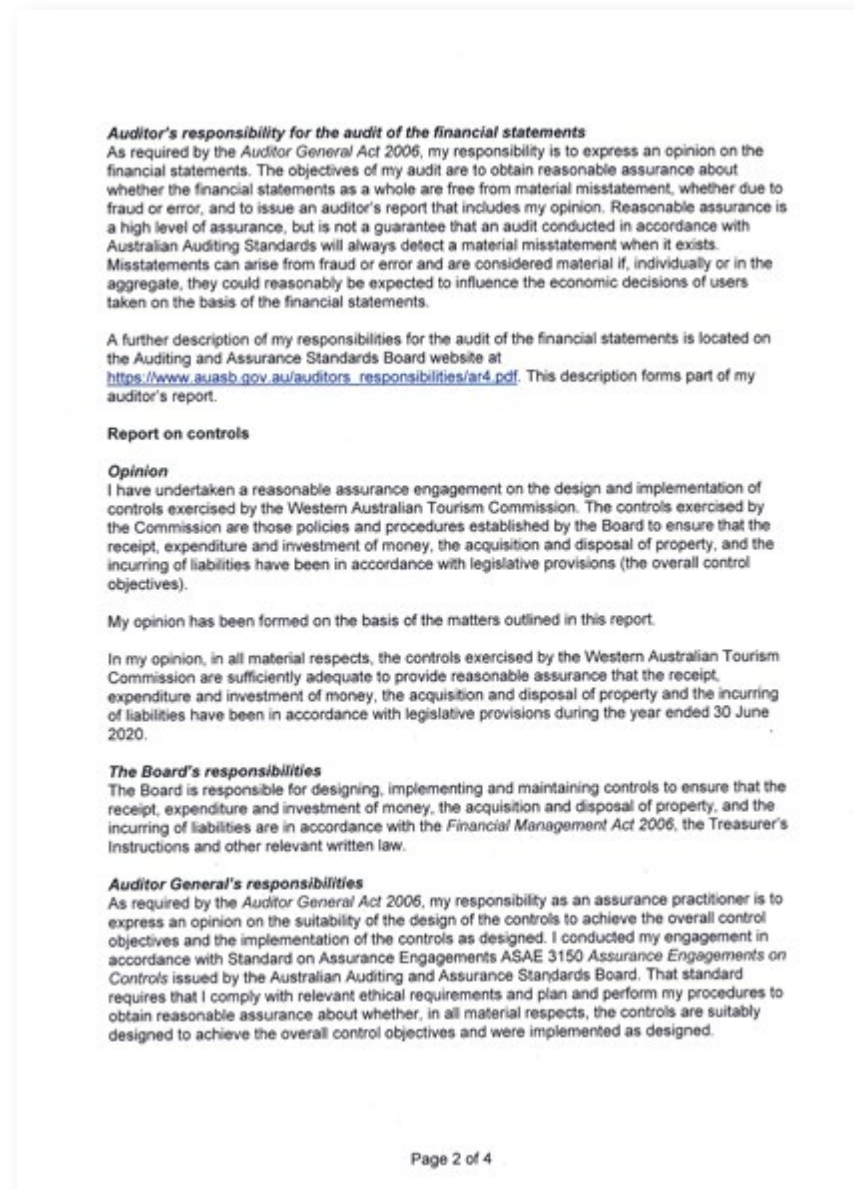 Auditor's responsibility for the audit of the financial statements
As required by the Auditor General Act 2006, my responsibility is to express an opinion on the
financial statements. The objectives of my audit are to obtain reasonable assurance about
whether the financial statements as a whole are free from material misstatement, whether due to
fraud or error, and to issue an auditor's report that includes my opinion. Reasonable assurance is
a high level of assurance, but is not a guarantee that an audit conducted in accordance with
Australian Auditing Standards will always detect a material misstatement when it exists.
Misstatements can arise from fraud or error and are considered material if, individually or in the
aggregate, they could reasonably be expected to influence the economic decisions of users
taken on the basis of the financial statements.
A further description of my responsibilities for the audit of the financial statements is located on
the Auditing and Assurance Standards Board website at
https://www.auasb.gov.au/auditors_responsibilities/ar4.pdf. This description forms part of my
auditor's report.
Report on controls
Opinion
I have undertaken a reasonable assurance engagement on the design and implementation of
controls exercised by the Western Australian Tourism Commission. The controls exercised by
the Commission are those policies and procedures established by the Board to ensure that the
receipt, expenditure and investment of money, the acquisition and disposal of property, and the
incurring of liabilities have been in accordance with legislative provisions (the overall control
objectives).
My opinion has been formed on the basis of the matters outlined in this report.
In my opinion, in all material respects, the controls exercised by the Western Australian Tourism
Commission are sufficiently adequate to provide reasonable assurance that the receipt,
expenditure and investment of money, the acquisition and disposal of property and the incurring
of liabilities have been in accordance with legislative provisions during the year ended 30 June
2020.
The Board's responsibilities
The Board is responsible for designing, implementing and maintaining controls to ensure that the
receipt, expenditure and investment of money, the acquisition and disposal of property, and the
incurring of liabilities are in accordance with the Financial Management Act 2006, the Treasurer's
Instructions and other relevant written law.
Auditor General's responsibilities
As required by the Auditor General Act 2006, my responsibility as an assurance practitioner is to
express an opinion on the suitability of the design of the controls to achieve the overall control
objectives and the implementation of the controls as designed. I conducted my engagement in
accordance with Standard on Assurance Engagements ASAE 3150 Assurance Engagements on
Controls issued by the Australian Auditing and Assurance Standards Board. That standard
requires that I comply with relevant ethical requirements and plan and perform my procedures to
obtain reasonable assurance about whether, in all material respects, the controls are suitably
designed to achieve the overall control objectives and were implemented as designed.
Page 2 of 4